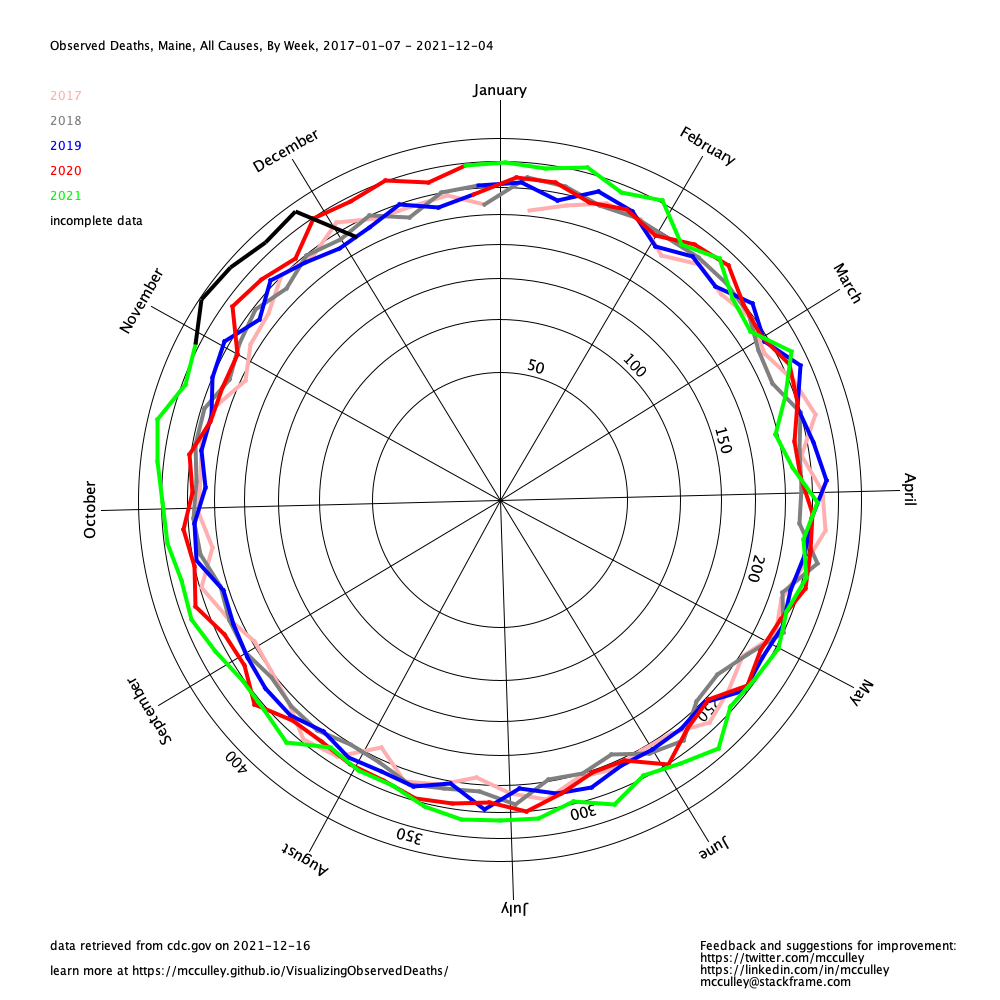 Observed Deaths, Maine, All Causes, By Week, 2017-01-07 - 2021-12-04
January
2017
2018
2019
2020
2021
incomplete data
December
February
November
March
50
100
150
October
April
200
250
September
May
400
300
350
August
June
July
data retrieved from cdc.gov on 2021-12-16
learn more at https://mcculley.github.io/VisualizingObservedDeaths/
Feedback and suggestions for improvement:
https://twitter.com/mcculley
https://linkedin.com/in/mcculley
mcculley@stackframe.com